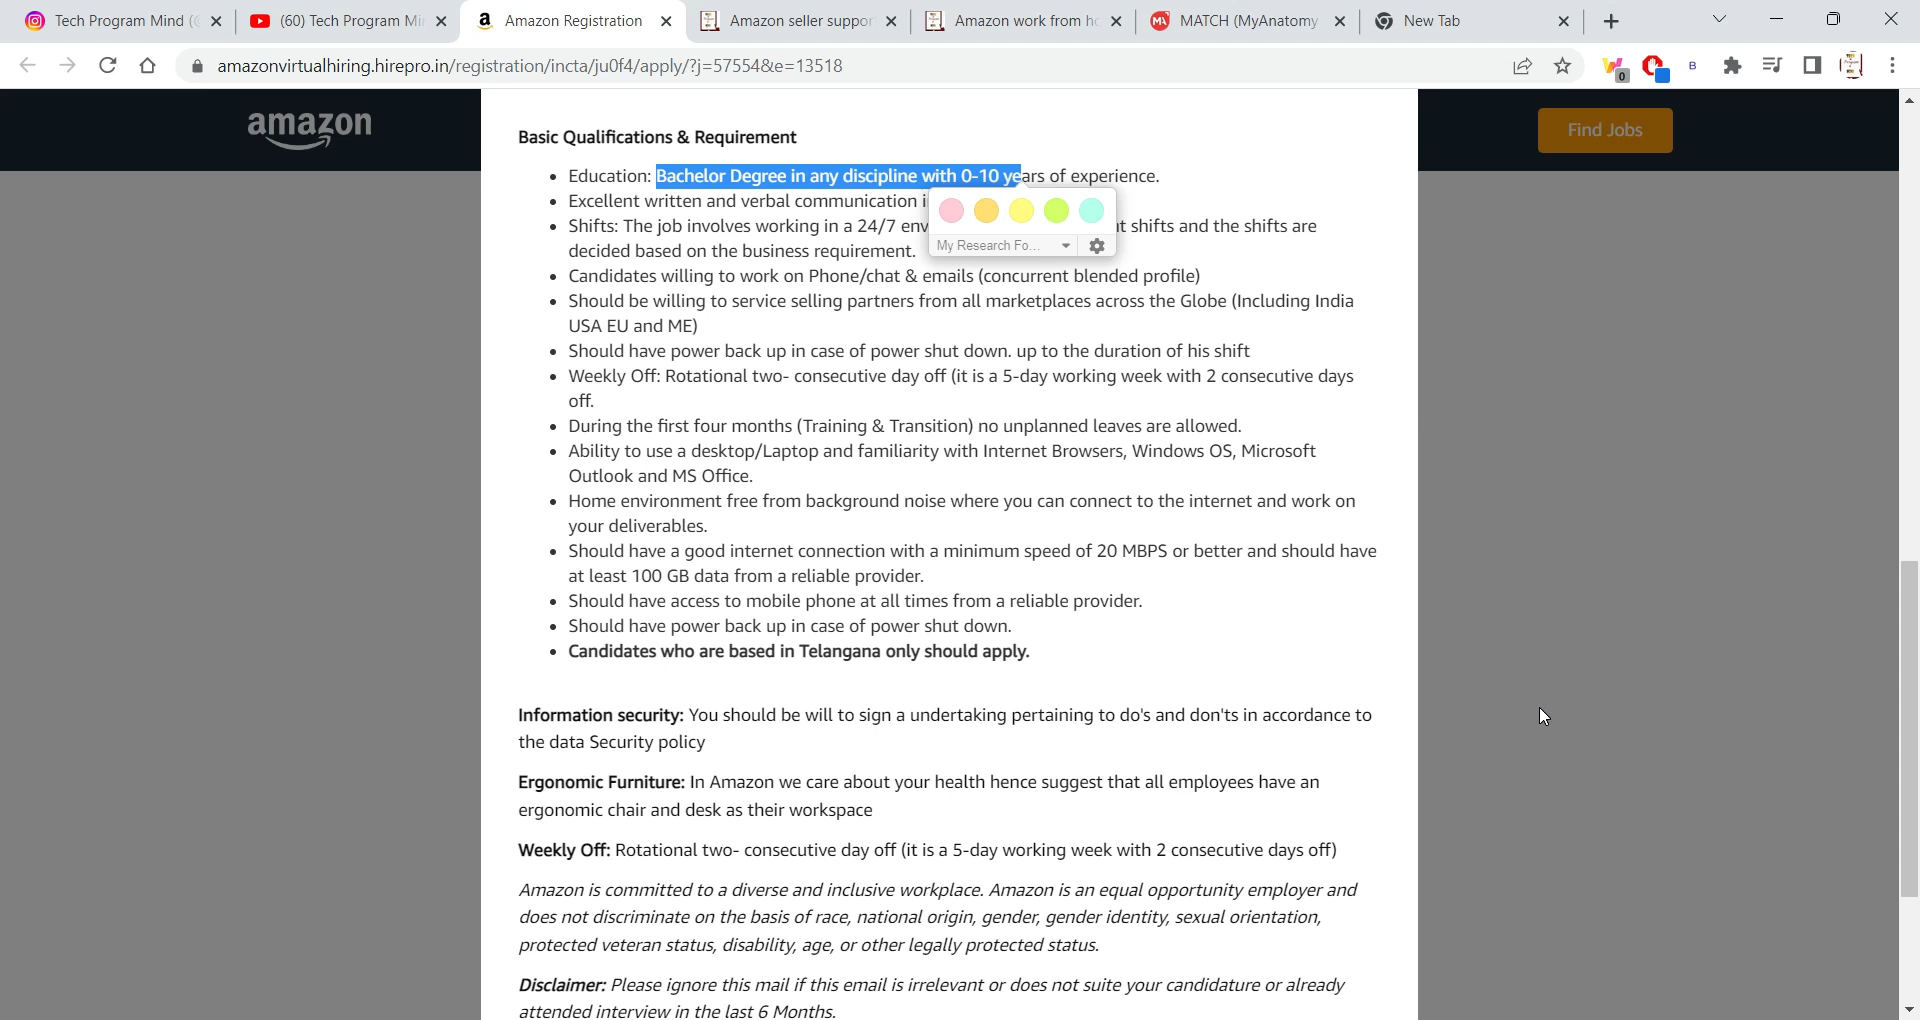 Tech Program Mind (
(60) Tech Program Mi
Amazon Registration
Amazon seller suppor
Amazon work from h
MATCH (MyAnatomy
New Tab
amazonvirtualhiring.hirepro.in/registration/incta/ju0f4/apply/?j=57554&e=13518
0
B
amazon
Find Jobs
Basic Qualifications & Requirement
• Education: Bachelor Degree in any discipline with 0-10 years of experience.
• Excellent written and verbal communication
• Shifts: The job involves working in a 24/7 shifts and the shifts are
decided based on the business requirement.
My Research Fo...
• Candidates willing to work on Phone/chat & emails (concurrent blended profile)
• Should be willing to service selling partners from all marketplaces across the Globe (Including India
USA EU and ME)
• Should have power back up in case of power shut down. up to the duration of his shift
• Weekly Off: Rotational two- consecutive day off (it is a 5-day working week with 2 consecutive days
off.
• During the first four months (Training & Transition) no unplanned leaves are allowed.
• Ability to use a desktop/Laptop and familiarity with Internet Browsers, Windows OS, Microsoft
Outlook and MS Office.
• Home environment free from background noise where you can connect to the internet and work on
your deliverables.
• Should have a good internet connection with a minimum speed of 20 MBPS or better and should have
at least 100 GB data from a reliable provider.
• Should have access to mobile phone at all times from a reliable provider.
• Should have power back up in case of power shut down.
• Candidates who are based in Telangana only should apply.
Information security: You should be will to sign a undertaking pertaining to do's and don'ts in accordance to
the data Security policy
Ergonomic Furniture: In Amazon we care about your health hence suggest that all employees have an
ergonomic chair and desk as their workspace
Weekly Off: Rotational two- consecutive day off (it is a 5-day working week with 2 consecutive days off)
Amazon is committed to a diverse and inclusive workplace. Amazon is an equal opportunity employer and
does not discriminate on the basis of race, national origin, gender, gender identity, sexual orientation,
protected veteran status, disability, age, or other legally protected status.
Disclaimer: Please ignore this mail if this email is irrelevant or does not suite your candidature or already
attended interview in the last 6 Months.